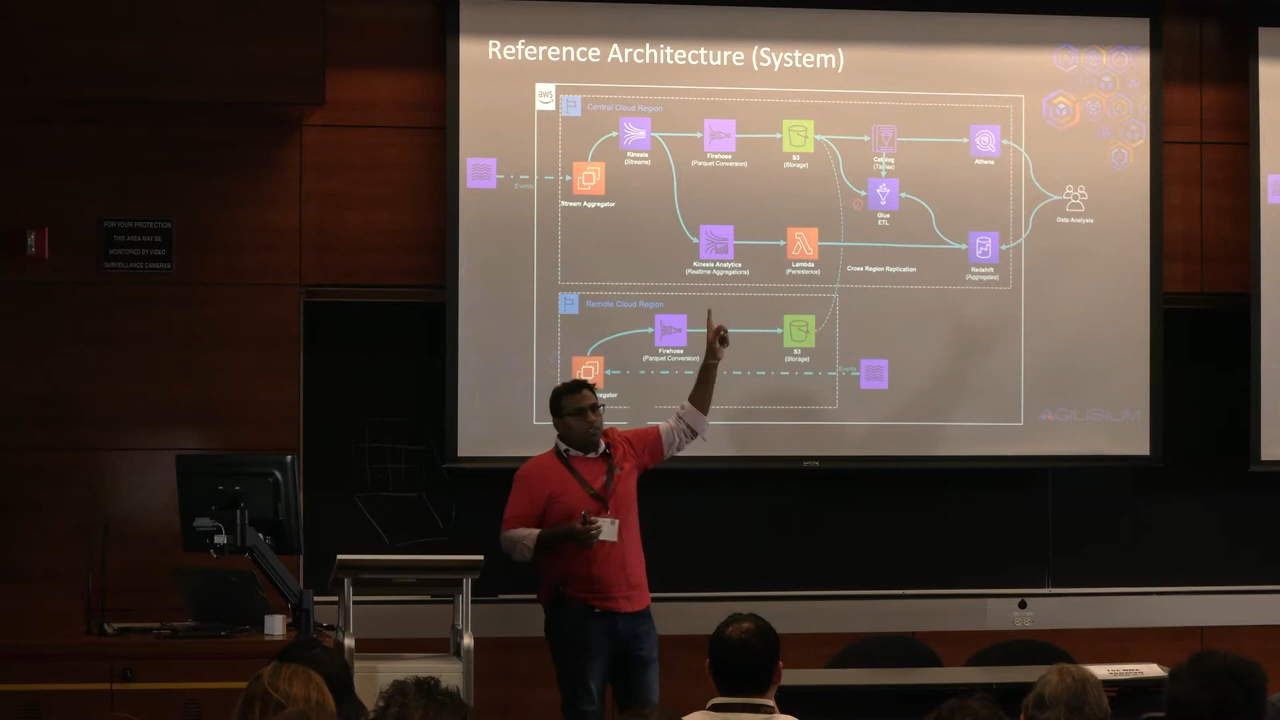 Reference Architecture (System)
aws
Central Cloud Region
Kinesis
(Streams)
Firehose
(Parquet Conversion)
S3
(Storage)
Catalog
(Tables)
Athena
Events
Stream Aggregator
Glue
ETL
Data Analysts
Kinesis Analytics
(Realtime Aggregations)
Lambda
(Persistence)
Cross Region Replication
Redshift
(Aggregates)
Remote Cloud Region
Firehose
(Parquet Conversion)
S3
(Storage)
Events
AGILISIUM
FOR YOUR PROTECTION
THIS AREA MAY BE
MONITORED BY VIDEO
SURVEILLANCE CAMERAS